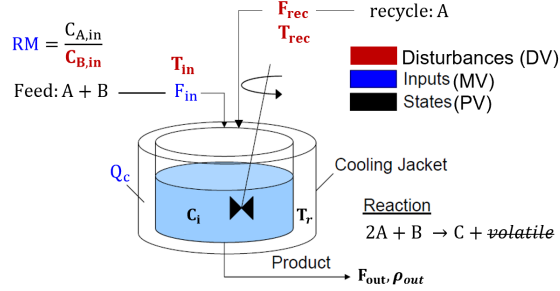 F_rec
recycle: A
T_rec
RM = C_A,in / C_B,in
T_in
Disturbances (DV)
Feed: A + B
F_in
Inputs (MV)
States (PV)
Cooling Jacket
Q_c
C_i
T_r
Reaction
2A + B → C + volatile
Product
F_out, ρ_out